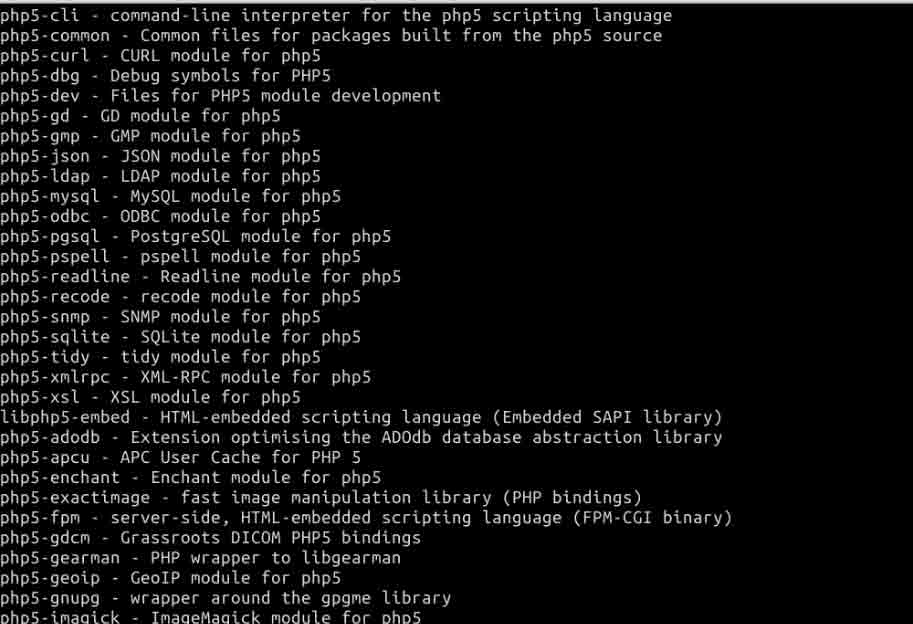 php5-cli - command-line interpreter for the php5 scripting language
php5-common - Common files for packages built from the php5 source
php5-curl - CURL module for php5
php5-dbg - Debug symbols for PHP5
php5-dev - Files for PHP5 module development
php5-gd - GD module for php5
php5-gmp - GMP module for php5
php5-json - JSON module for php5
php5-ldap - LDAP module for php5
php5-mysql - MySQL module for php5
php5-odbc - ODBC module for php5
php5-pgsql - PostgreSQL module for php5
php5-pspell - pspell module for php5
php5-readline - Readline module for php5
php5-recode - recode module for php5
php5-snmp - SNMP module for php5
php5-sqlite - SQLite module for php5
php5-tidy - tidy module for php5
php5-xmlrpc - XML-RPC module for php5
php5-xsl - XSL module for php5
libphp5-embed - HTML-embedded scripting language (Embedded SAPI library)
php5-adodb - Extension optimising the ADOdb database abstraction library
php5-apcu - APC User Cache for PHP 5
php5-enchant - Enchant module for php5
php5-exactimage - fast image manipulation library (PHP bindings)
php5-fpm - server-side, HTML-embedded scripting language (FPM-CGI binary)
php5-gdcm - Grassroots DICOM PHP5 bindings
php5-gearman - PHP wrapper to libgearman
php5-geoip - GeoIP module for php5
php5-gnupg - wrapper around the gpgme library
php5-imagick - ImageMagick module for php5